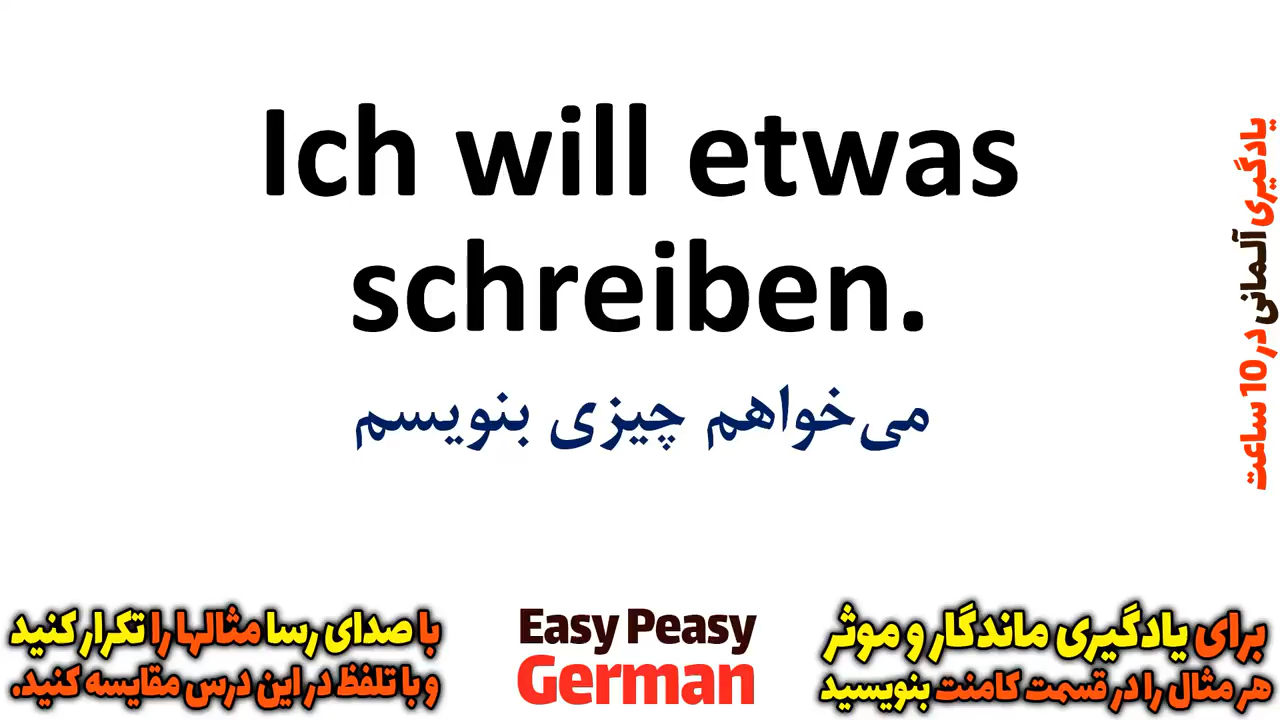 Ich will etwas
schreiben.
می‌خواهم چیزی بنویسم
یادگیری آلمانی در 10 ساعت
برای یادگیری ماندگار و موثر
هر مثال را در قسمت کامنت بنویسید
Easy Peasy
German
با صدای رسا مثالها را تکرار کنید
و با تلفظ در این درس مقایسه کنید.